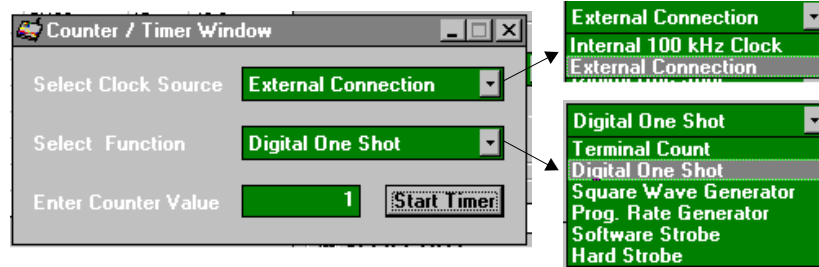 Counter / Timer Window
Select Clock Source
External Connection
Select Function
Digital One Shot
Enter Counter Value
1
Start Timer
External Connection
Internal 100 kHz Clock
External Connection
Digital One Shot
Terminal Count
Digital One Shot
Square Wave Generator
Prog. Rate Generator
Software Strobe
Hard Strobe